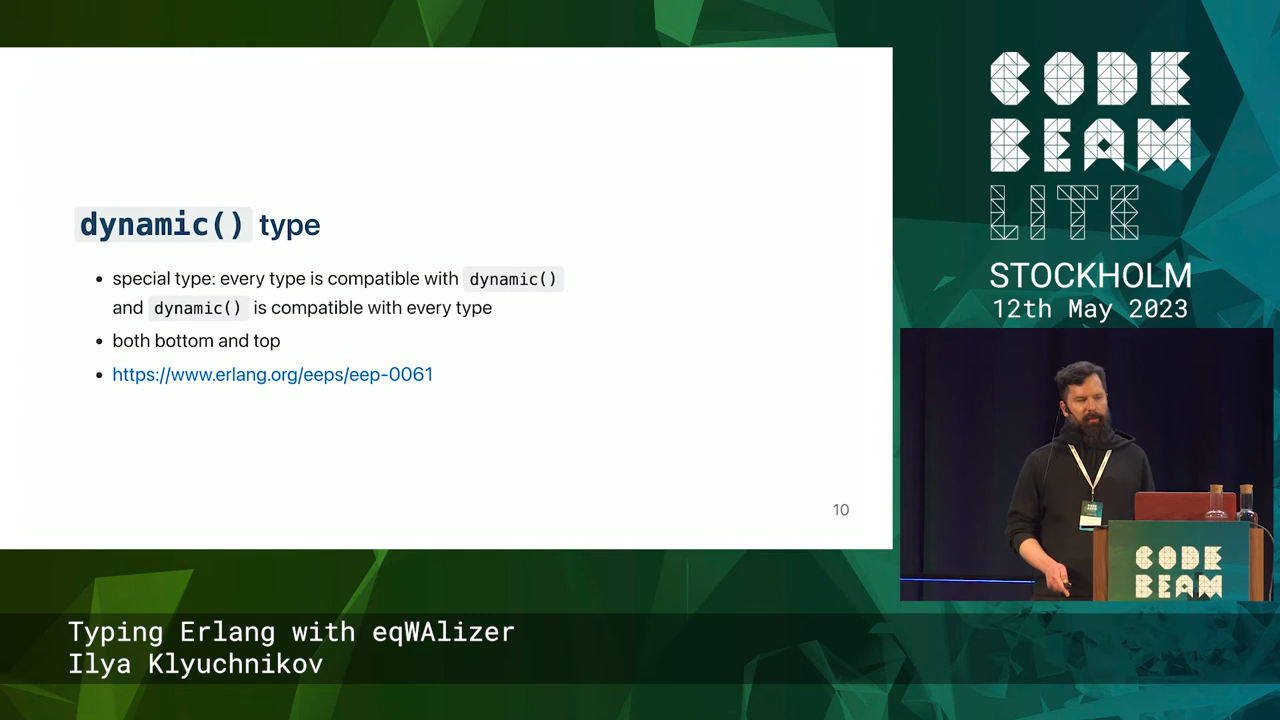 CODE
BEAM
LITE
STOCKHOLM
12th May 2023
dynamic() type
• special type: every type is compatible with dynamic()
and dynamic() is compatible with every type
• both bottom and top
• https://www.erlang.org/eeps/eep-0061
10
CODE
BEAM
Typing Erlang with eqWAlizer
Ilya Klyuchnikov